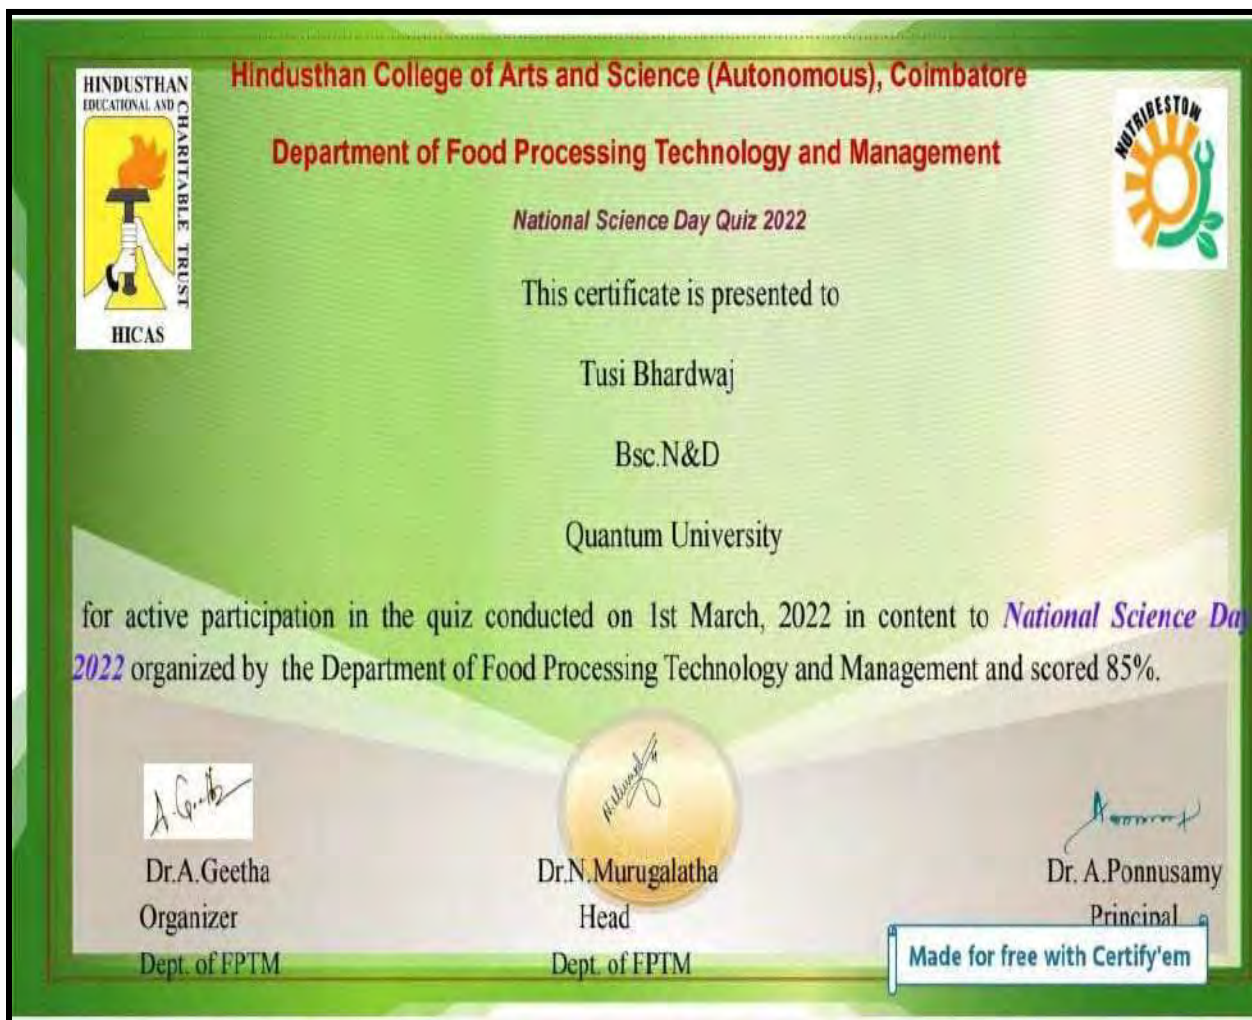 HINDUSTHAN
EDUCATIONAL AND
CHARITABLE TRUST
HICAS
Hindusthan College of Arts and Science (Autonomous), Coimbatore
Department of Food Processing Technology and Management
National Science Day Quiz 2022
NUTRIBESTOW
This certificate is presented to
Tusi Bhardwaj
Bsc.N&D
Quantum University
for active participation in the quiz conducted on 1st March, 2022 in content to National Science Day
2022 organized by the Department of Food Processing Technology and Management and scored 85%.
A. Geetha
Dr.A.Geetha
Organizer
Dept. of FPTM
Dr.N.Murugalatha
Head
Dept. of FPTM
Dr. A.Ponnusamy
Principal
Made for free with Certify'em